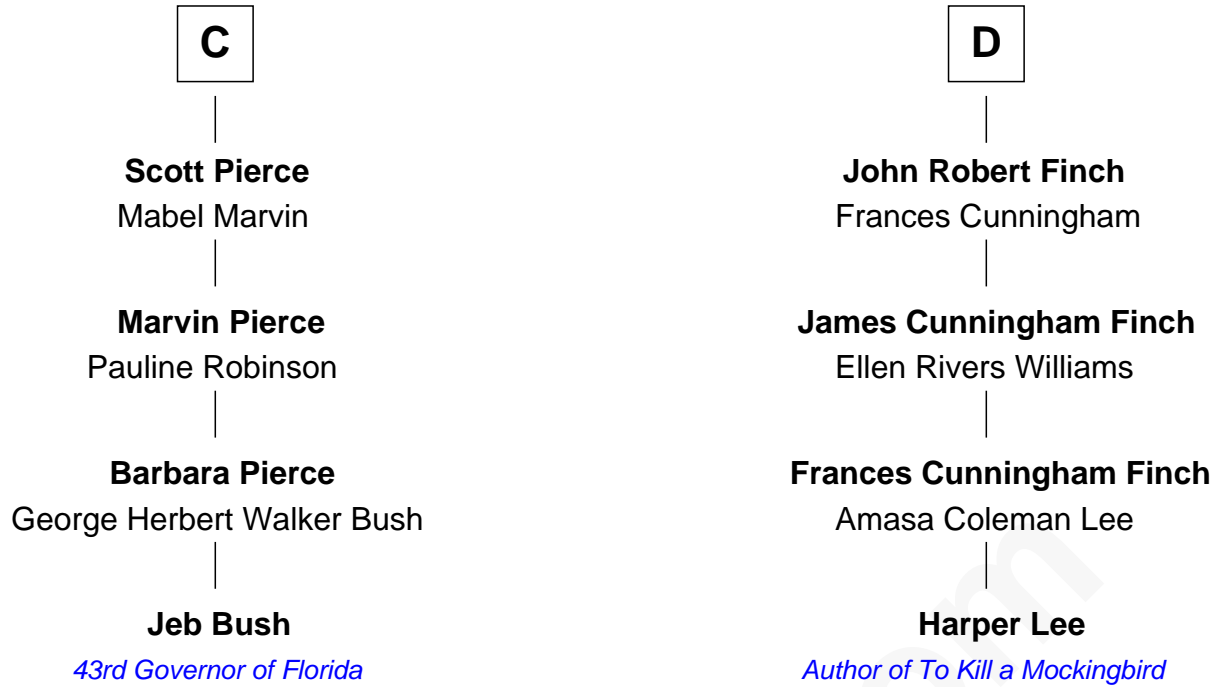 C
Scott Pierce
Mabel Marvin
Marvin Pierce
Pauline Robinson
Barbara Pierce
George Herbert Walker Bush
Jeb Bush
43rd Governor of Florida
D
John Robert Finch
Frances Cunningham
James Cunningham Finch
Ellen Rivers Williams
Frances Cunningham Finch
Amasa Coleman Lee
Harper Lee
Author of To Kill a Mockingbird